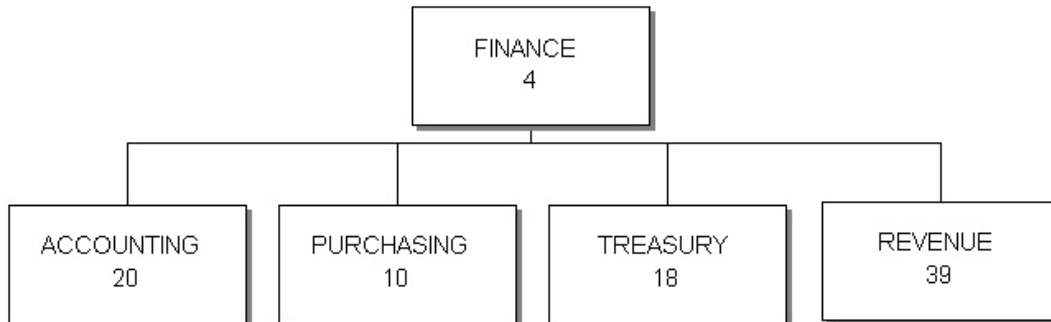 FINANCE
4
ACCOUNTING
20
PURCHASING
10
TREASURY
18
REVENUE
39